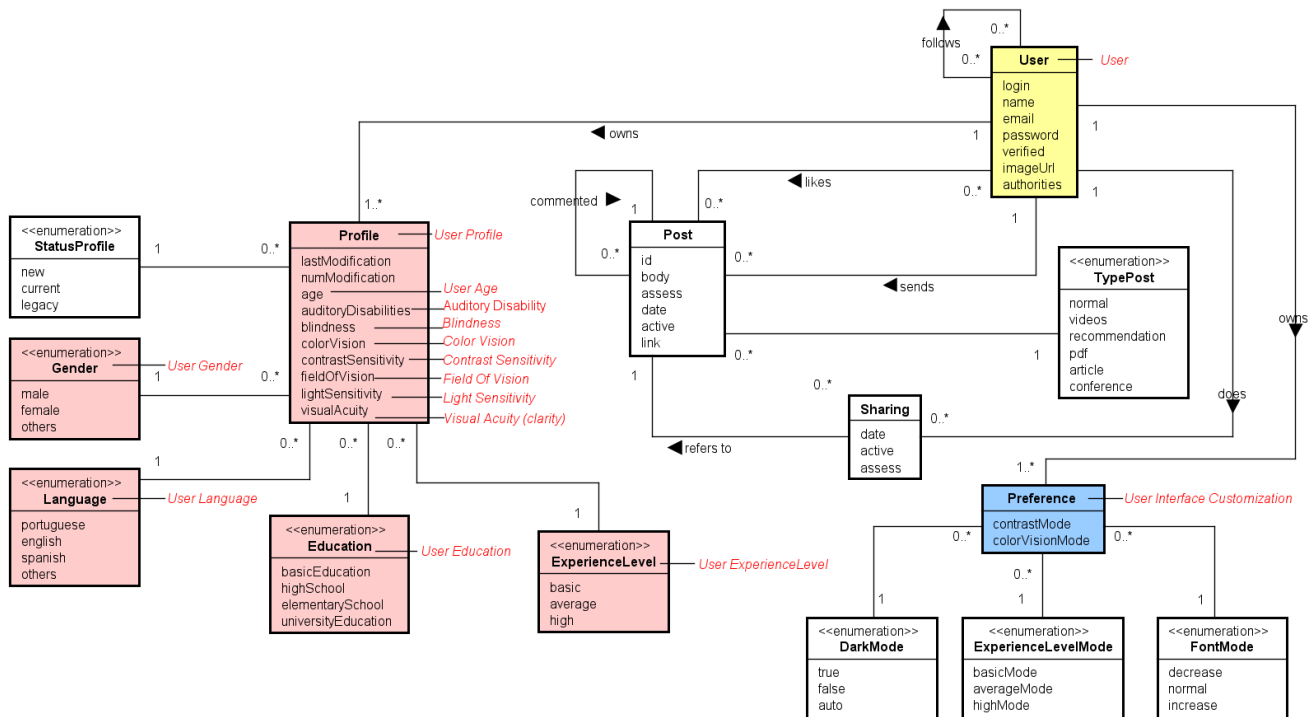 0..*
follows
0..*
User
User
login
name
email
password
verified
imageUrl
authorities
1
1
owns
1
likes
0..*
1
commented
1
0..*
1
1..*
0..*
0..*
sends
owns
does
<<enumeration>>
StatusProfile
new
current
legacy
1
0..*
Profile
User Profile
lastModification
numModification
age
User Age
auditoryDisabilities
Auditory Disability
blindness
Blindness
colorVision
Color Vision
contrastSensitivity
Contrast Sensitivity
fieldOfVision
Field Of Vision
lightSensitivity
Light Sensitivity
visualAcuity
Visual Acuity (clarity)
Post
id
body
assess
date
active
link
<<enumeration>>
TypePost
normal
videos
recommendation
pdf
article
conference
0..*
1
<<enumeration>>
Gender
User Gender
male
female
others
1
0..*
1
0..*
Sharing
date
active
assess
0..*
refers to
0..*
0..*
0..*
1
<<enumeration>>
Language
User Language
portuguese
english
spanish
others
1
<<enumeration>>
Education
User Education
basicEducation
highSchool
elementarySchool
universityEducation
1
<<enumeration>>
ExperienceLevel
User ExperienceLevel
basic
average
high
1..*
Preference
User Interface Customization
contrastMode
colorVisionMode
0..*
0..*
0..*
1
1
1
<<enumeration>>
DarkMode
true
false
auto
<<enumeration>>
ExperienceLevelMode
basicMode
averageMode
highMode
<<enumeration>>
FontMode
decrease
normal
increase